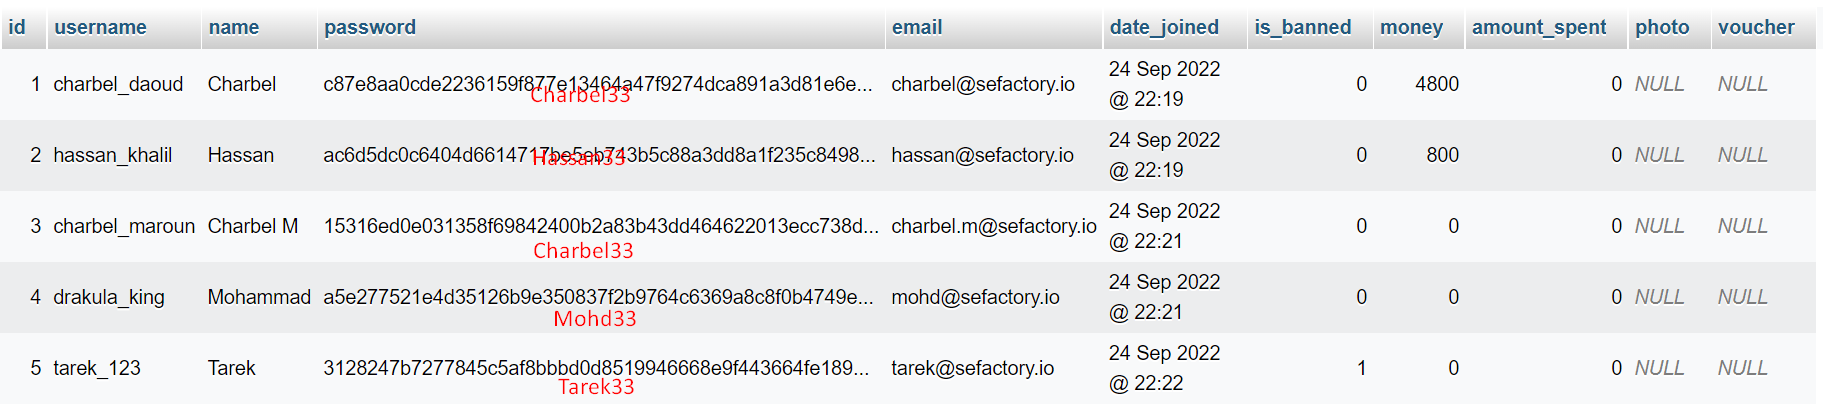 id username name password email date_joined is_banned money amount_spent photo voucher
1 charbel_daoud Charbel c87e8aa0cde2236159f877e13464a47f9274dca891a3d81e6e... charbel@sefactory.io 24 Sep 2022 0 4800 0 NULL NULL
@ 22:19
Charbel33
2 hassan_khalil Hassan ac6d5dc0c6404d6614717be5eb743b5c88a3dd8a1f235c8498... hassan@sefactory.io 24 Sep 2022 0 800 0 NULL NULL
@ 22:19
Hassan33
3 charbel_maroun Charbel M 15316ed0e031358f69842400b2a83b43dd464622013ecc738d... charbel.m@sefactory.io 24 Sep 2022 0 0 0 NULL NULL
@ 22:21
Charbel33
4 drakula_king Mohammad a5e277521e4d35126b9e350837f2b9764c6369a8c8f0b4749e... mohd@sefactory.io 24 Sep 2022 0 0 0 NULL NULL
@ 22:21
Mohd33
5 tarek_123 Tarek 3128247b7277845c5af8bbbd0d8519946668e9f443664fe189... tarek@sefactory.io 24 Sep 2022 1 0 0 NULL NULL
@ 22:22
Tarek33